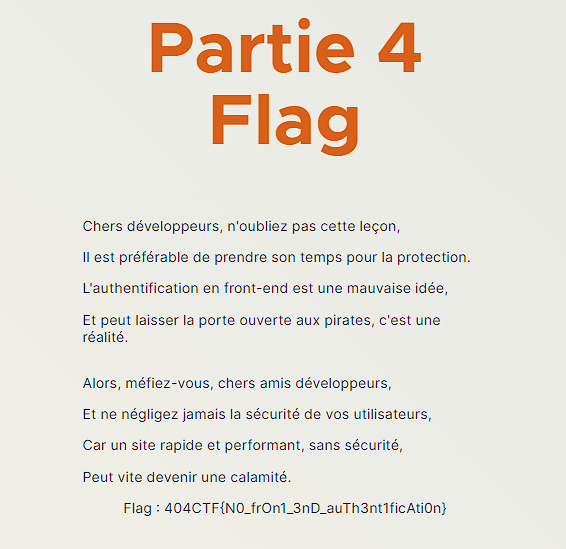 Partie 4
Flag
Chers développeurs, n'oubliez pas cette leçon,
Il est préférable de prendre son temps pour la protection.
L'authentification en front-end est une mauvaise idée,
Et peut laisser la porte ouverte aux pirates, c'est une
réalité.
Alors, méfiez-vous, chers amis développeurs,
Et ne négligez jamais la sécurité de vos utilisateurs,
Car un site rapide et performant, sans sécurité,
Peut vite devenir une calamité.
Flag : 404CTF{N0_frOn1_3nD_auTh3nt1ficAti0n}